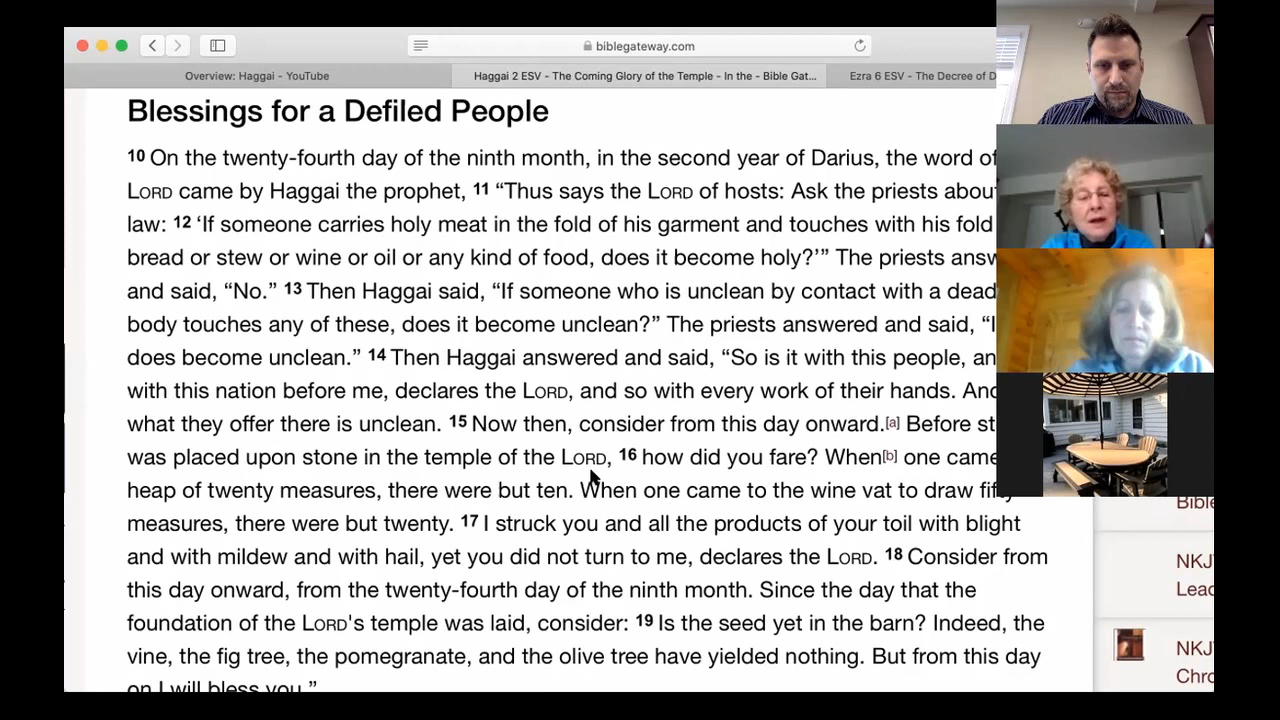 biblegateway.com
Overview: Haggai - YouTube
Haggai 2 ESV - The Coming Glory of the Temple - In the - Bible Gat...
Ezra 6 ESV - The Decree of D
Blessings for a Defiled People
10 On the twenty-fourth day of the ninth month, in the second year of Darius, the word of
LORD came by Haggai the prophet, 11 “Thus says the LORD of hosts: Ask the priests about
law: 12 ‘If someone carries holy meat in the fold of his garment and touches with his fold
bread or stew or wine or oil or any kind of food, does it become holy?’” The priests answ
and said, “No.” 13 Then Haggai said, “If someone who is unclean by contact with a dead
body touches any of these, does it become unclean?” The priests answered and said, “I
does become unclean.” 14 Then Haggai answered and said, “So is it with this people, an
with this nation before me, declares the LORD, and so with every work of their hands. And
what they offer there is unclean. 15 Now then, consider from this day onward.[a] Before st
was placed upon stone in the temple of the LORD, 16 how did you fare? When[b] one came
heap of twenty measures, there were but ten. When one came to the wine vat to draw fifty
measures, there were but twenty. 17 I struck you and all the products of your toil with blight
and with mildew and with hail, yet you did not turn to me, declares the LORD. 18 Consider from
this day onward, from the twenty-fourth day of the ninth month. Since the day that the
foundation of the LORD's temple was laid, consider: 19 Is the seed yet in the barn? Indeed, the
vine, the fig tree, the pomegranate, and the olive tree have yielded nothing. But from this day
on I will bless you.”
Bible
NKJ
Lead
NKJ
Chro